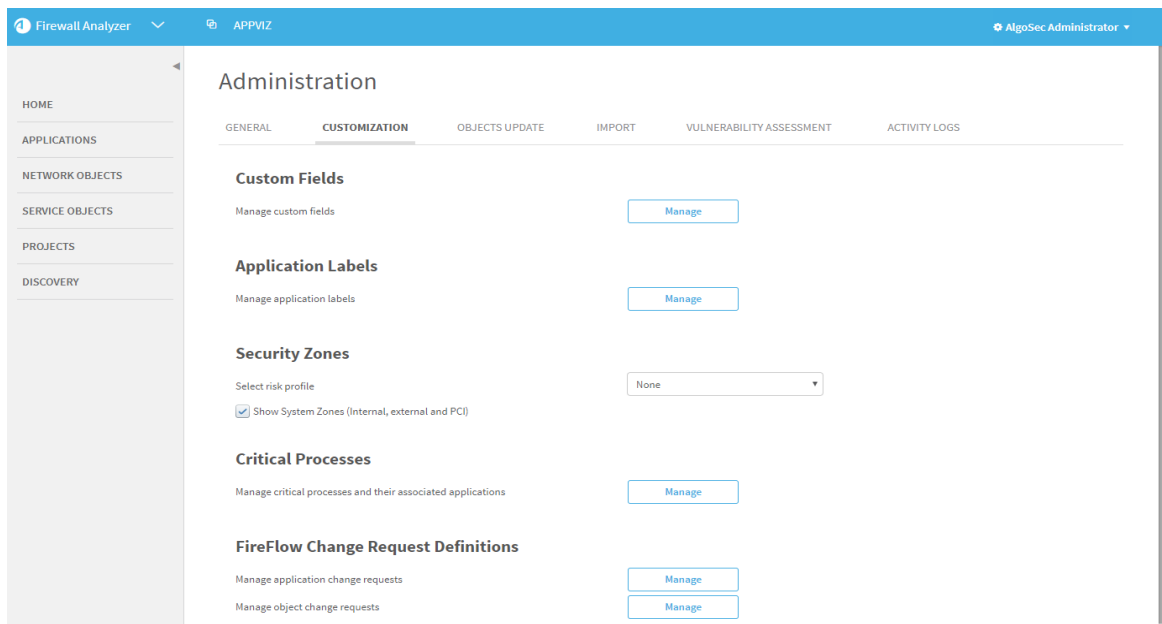 Firewall Analyzer APPVIZ AlgoSec Administrator
HOME
APPLICATIONS
NETWORK OBJECTS
SERVICE OBJECTS
PROJECTS
DISCOVERY
Administration
GENERAL CUSTOMIZATION OBJECTS UPDATE IMPORT VULNERABILITY ASSESSMENT ACTIVITY LOGS
Custom Fields
Manage custom fields Manage
Application Labels
Manage application labels Manage
Security Zones
Select risk profile None
Show System Zones (Internal, external and PCI)
Critical Processes
Manage critical processes and their associated applications Manage
FireFlow Change Request Definitions
Manage application change requests Manage
Manage object change requests Manage